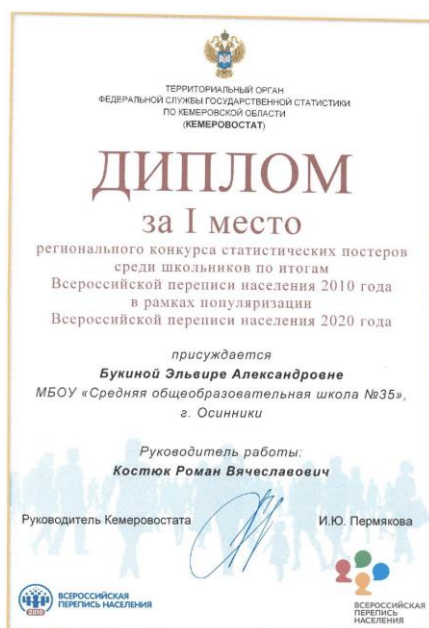 ТЕРРИТОРИАЛЬНЫЙ ОРГАН
ФЕДЕРАЛЬНОЙ СЛУЖБЫ ГОСУДАРСТВЕННОЙ СТАТИСТИКИ
ПО КЕМЕРОВСКОЙ ОБЛАСТИ
(КЕМЕРОВОСТАТ)
ДИПЛОМ
за I место
регионального конкурса статистических постеров
среди школьников по итогам
Всероссийской переписи населения 2010 года
в рамках популяризации
Всероссийской переписи населения 2020 года
присуждается
Букиной Эльвире Александровне
МБОУ «Средняя общеобразовательная школа №35»,
г. Осинники
Руководитель работы:
Костюк Роман Вячеславович
Руководитель Кемеровостата И.Ю. Пермякова
ВСЕРОССИЙСКАЯ
ПЕРЕПИСЬ НАСЕЛЕНИЯ
2010
ВСЕРОССИЙСКАЯ
ПЕРЕПИСЬ
НАСЕЛЕНИЯ